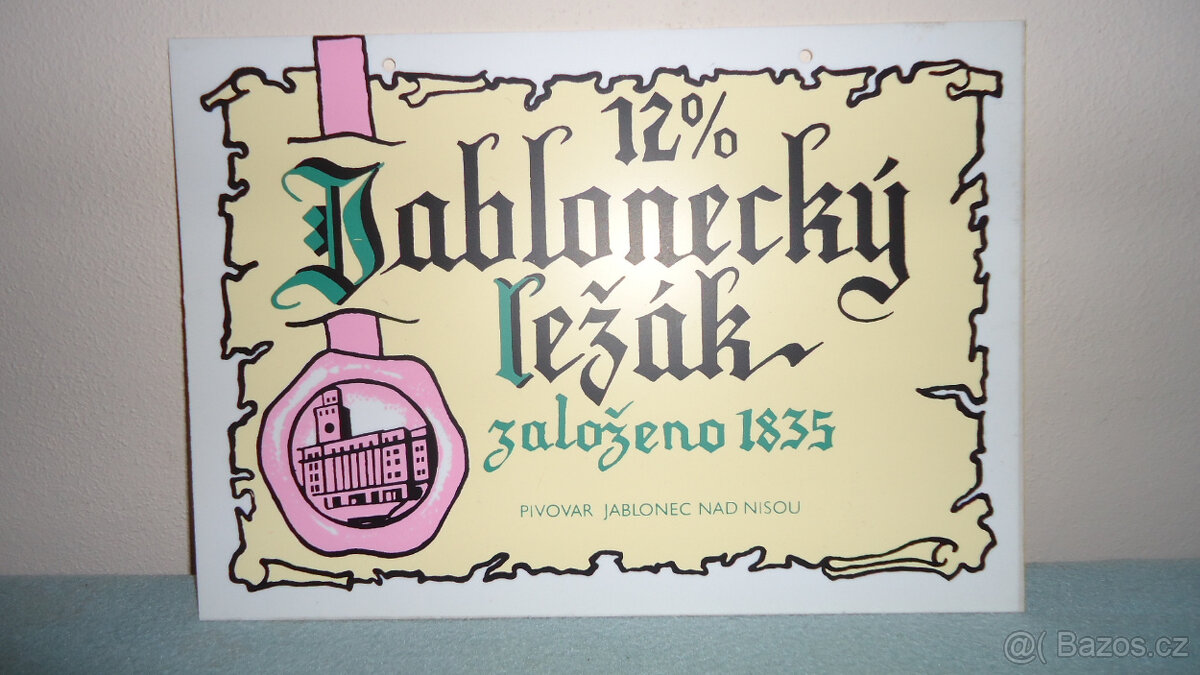 12%
Jablonecký
ležák
založeno 1835
PIVOVAR JABLONEC NAD NISOU
@( Bazos.cz